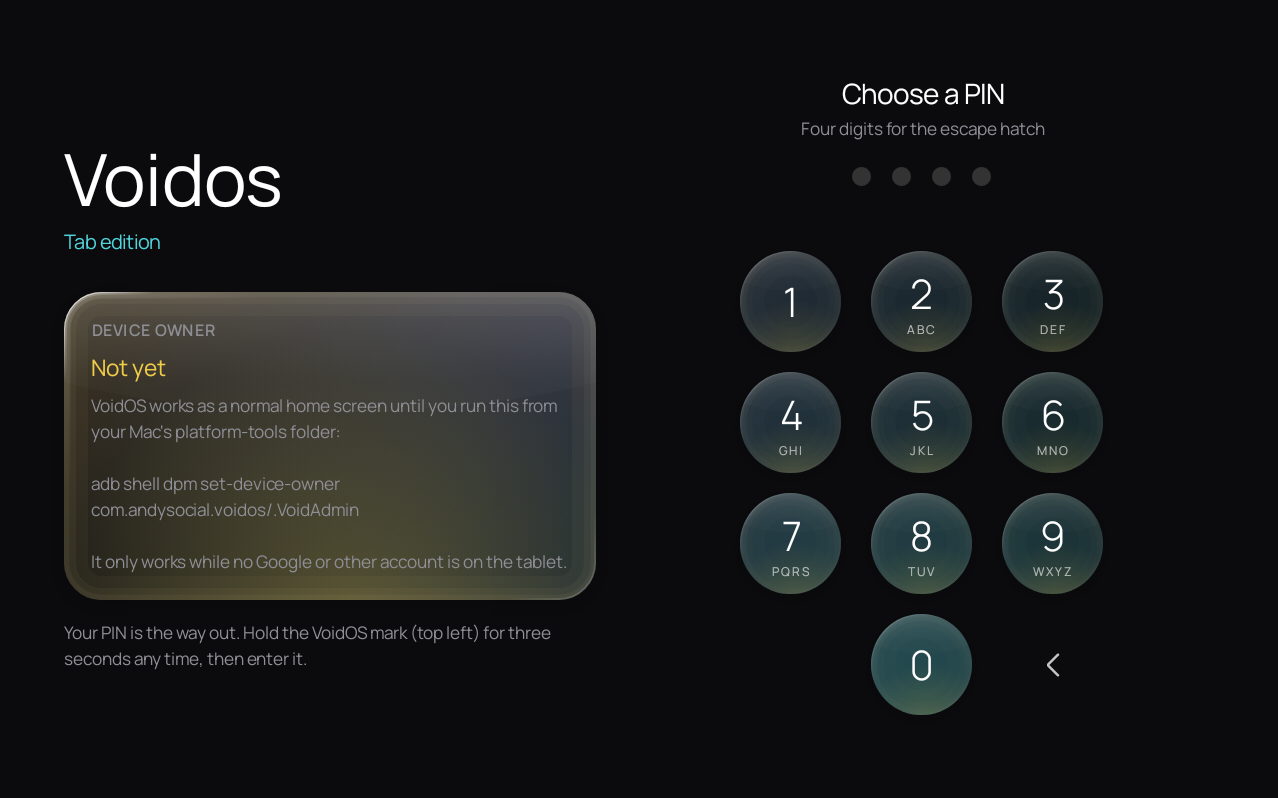 Voidos
Tab edition
DEVICE OWNER
Not yet
VoidOS works as a normal home screen until you run this from
your Mac's platform-tools folder:
adb shell dpm set-device-owner
com.andysocial.voidos/.VoidAdmin
It only works while no Google or other account is on the tablet.
Your PIN is the way out. Hold the VoidOS mark (top left) for three
seconds any time, then enter it.
Choose a PIN
Four digits for the escape hatch
1
2
ABC
3
DEF
4
GHI
5
JKL
6
MNO
7
PQRS
8
TUV
9
WXYZ
0